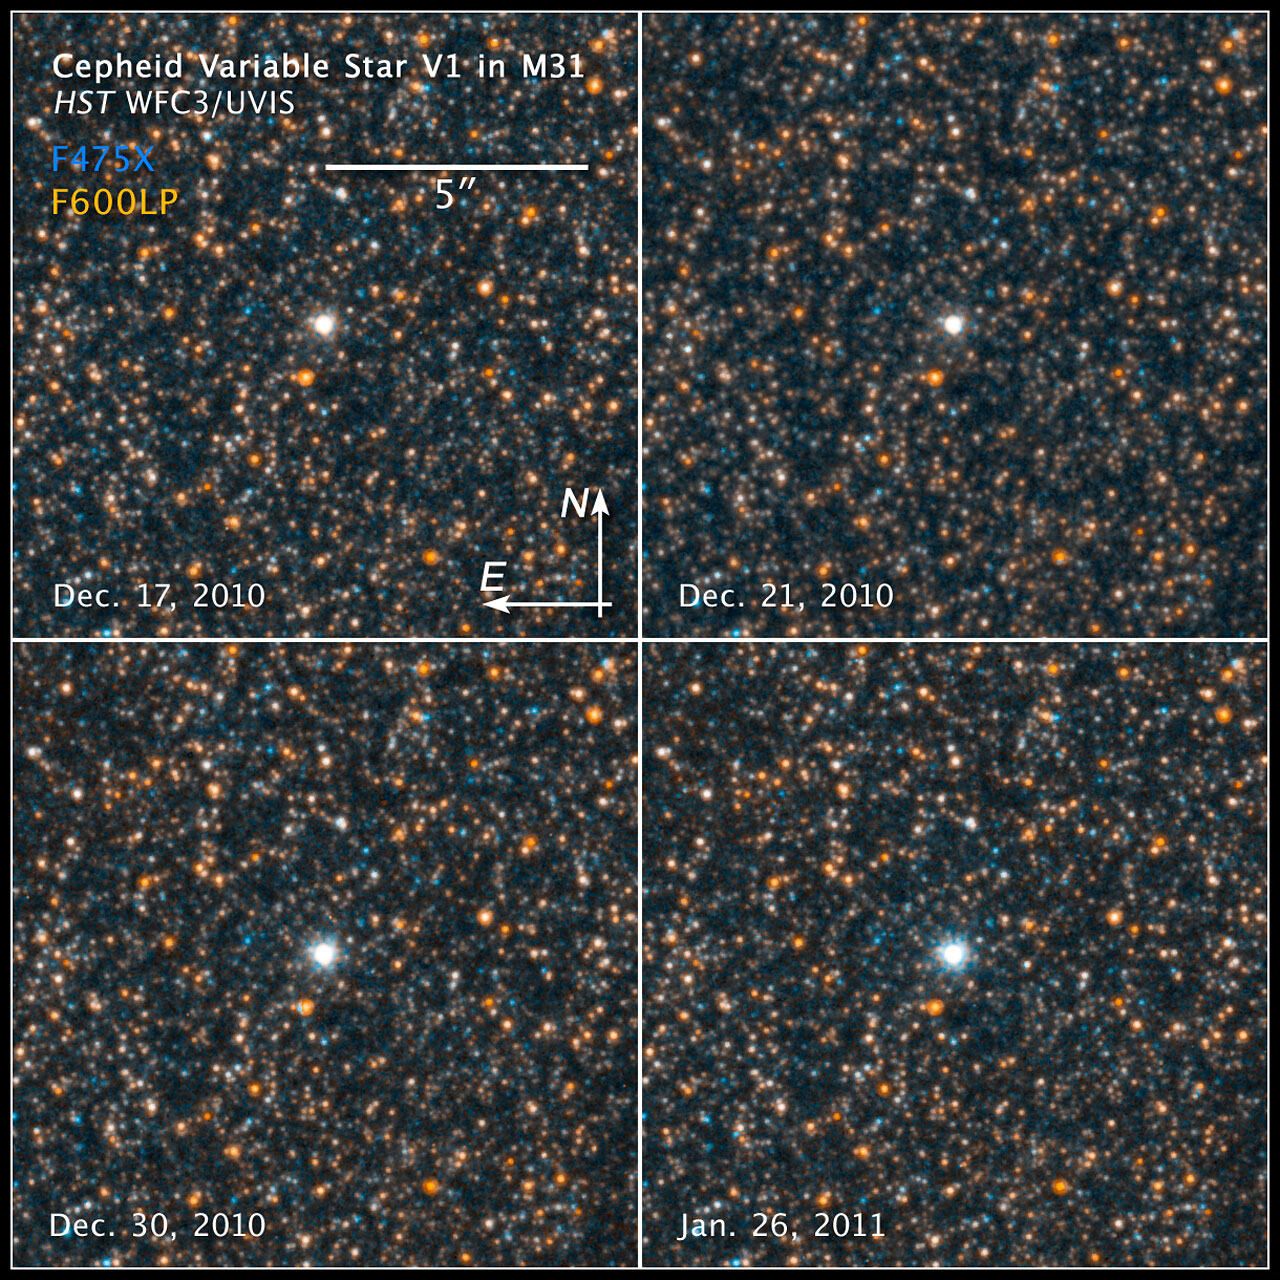 Cepheid Variable Star V1 in M31
HST WFC3/UVIS
F475X
F600LP
5″
N
E
Dec. 17, 2010
Dec. 21, 2010
Dec. 30, 2010
Jan. 26, 2011